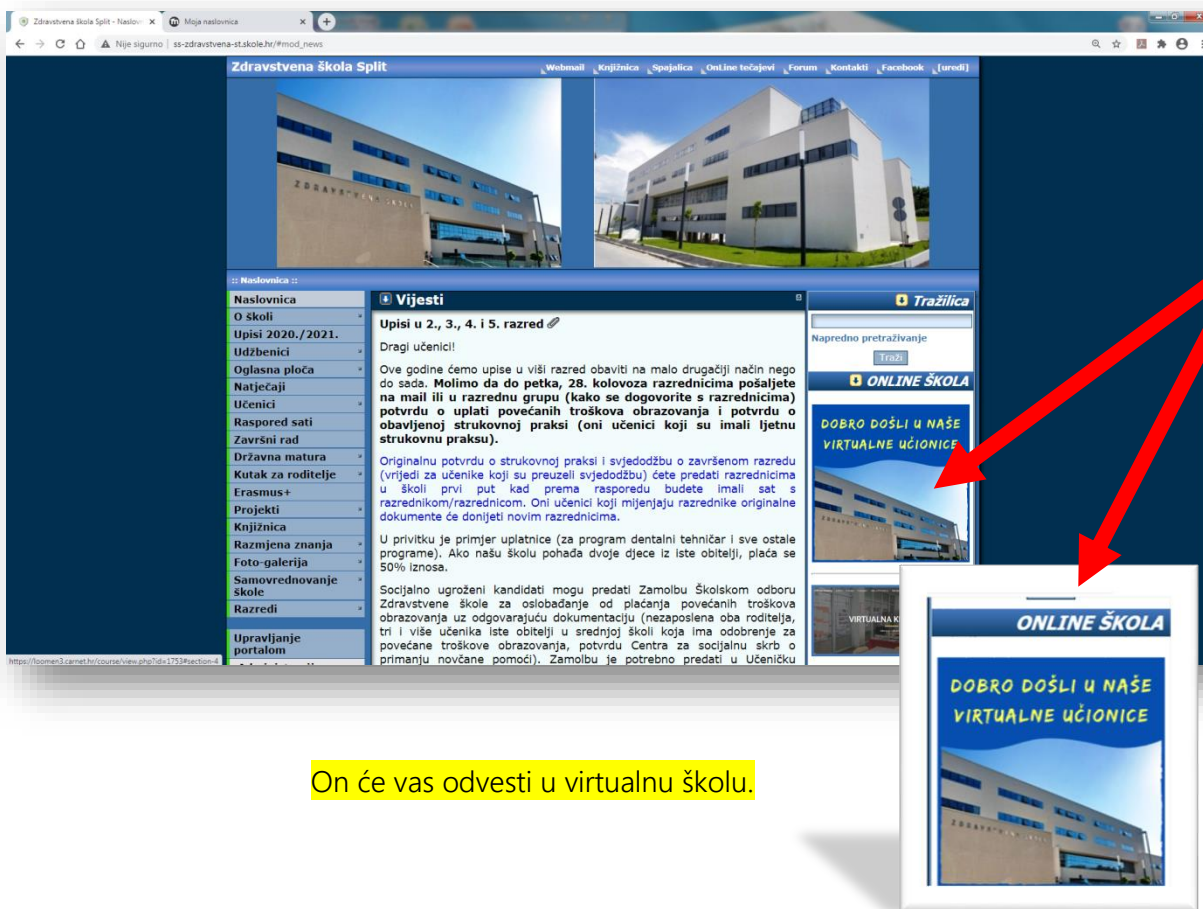 Zdravstvena škola Split - Naslov
Moja naslovnica
Nije sigurno | ss-zdravstvena-st.skole.hr/#mod_news
Zdravstvena škola Split
Webmail Knjižnica Spajalica OnLine tečajevi Forum Kontakti Facebook [uredi]
ZDRAVSTVENA ŠKOLA
:: Naslovnica ::
Naslovnica
O školi
Upisi 2020./2021.
Udžbenici
Oglasna ploča
Natječaji
Učenici
Raspored sati
Završni rad
Državna matura
Kutak za roditelje
Erasmus+
Projekti
Knjižnica
Razmjena znanja
Foto-galerija
Samovrednovanje
škole
Razredi
Upravljanje
portalom
Vijesti
Upisi u 2., 3., 4. i 5. razred
Dragi učenici!
Ove godine ćemo upise u viši razred obaviti na malo drugačiji način nego
do sada. Molimo da do petka, 28. kolovoza razrednicima pošaljete
na mail ili u razrednu grupu (kako se dogovorite s razrednicima)
potvrdu o uplati povećanih troškova obrazovanja i potvrdu o
obavljenoj strukovnoj praksi (oni učenici koji su imali ljetnu
strukovnu praksu).
Originalnu potvrdu o strukovnoj praksi i svjedodžbu o završenom razredu
(vrijedi za učenike koji su preuzeli svjedodžbu) ćete predati razrednicima
u školi prvi put kad prema rasporedu budete imali sat s
razrednikom/razrednicom. Oni učenici koji mijenjaju razrednike originalne
dokumente će donijeti novim razrednicima.
U privitku je primjer uplatnice (za program dentalni tehničar i sve ostale
programe). Ako našu školu pohađa dvoje djece iz iste obitelji, plaća se
50% iznosa.
Socijalno ugroženi kandidati mogu predati Zamolbu Školskom odboru
Zdravstvene škole za oslobađanje od plaćanja povećanih troškova
obrazovanja uz odgovarajuću dokumentaciju (nezaposlena oba roditelja,
tri i više učenika iste obitelji u srednjoj školi koja ima odobrenje za
povećane troškove obrazovanja, potvrdu Centra za socijalnu skrb o
primanju novčane pomoći). Zamolbu je potrebno predati u Učeničku
Tražilica
Napredno pretraživanje
Traži
ONLINE ŠKOLA
DOBRO DOŠLI U NAŠE
VIRTUALNE UČIONICE
VIRTUALNA K
https://loomen3.carnet.hr/course/view.php?id=1753#section-4
ONLINE ŠKOLA
DOBRO DOŠLI U NAŠE
VIRTUALNE UČIONICE
On će vas odvesti u virtualnu školu.